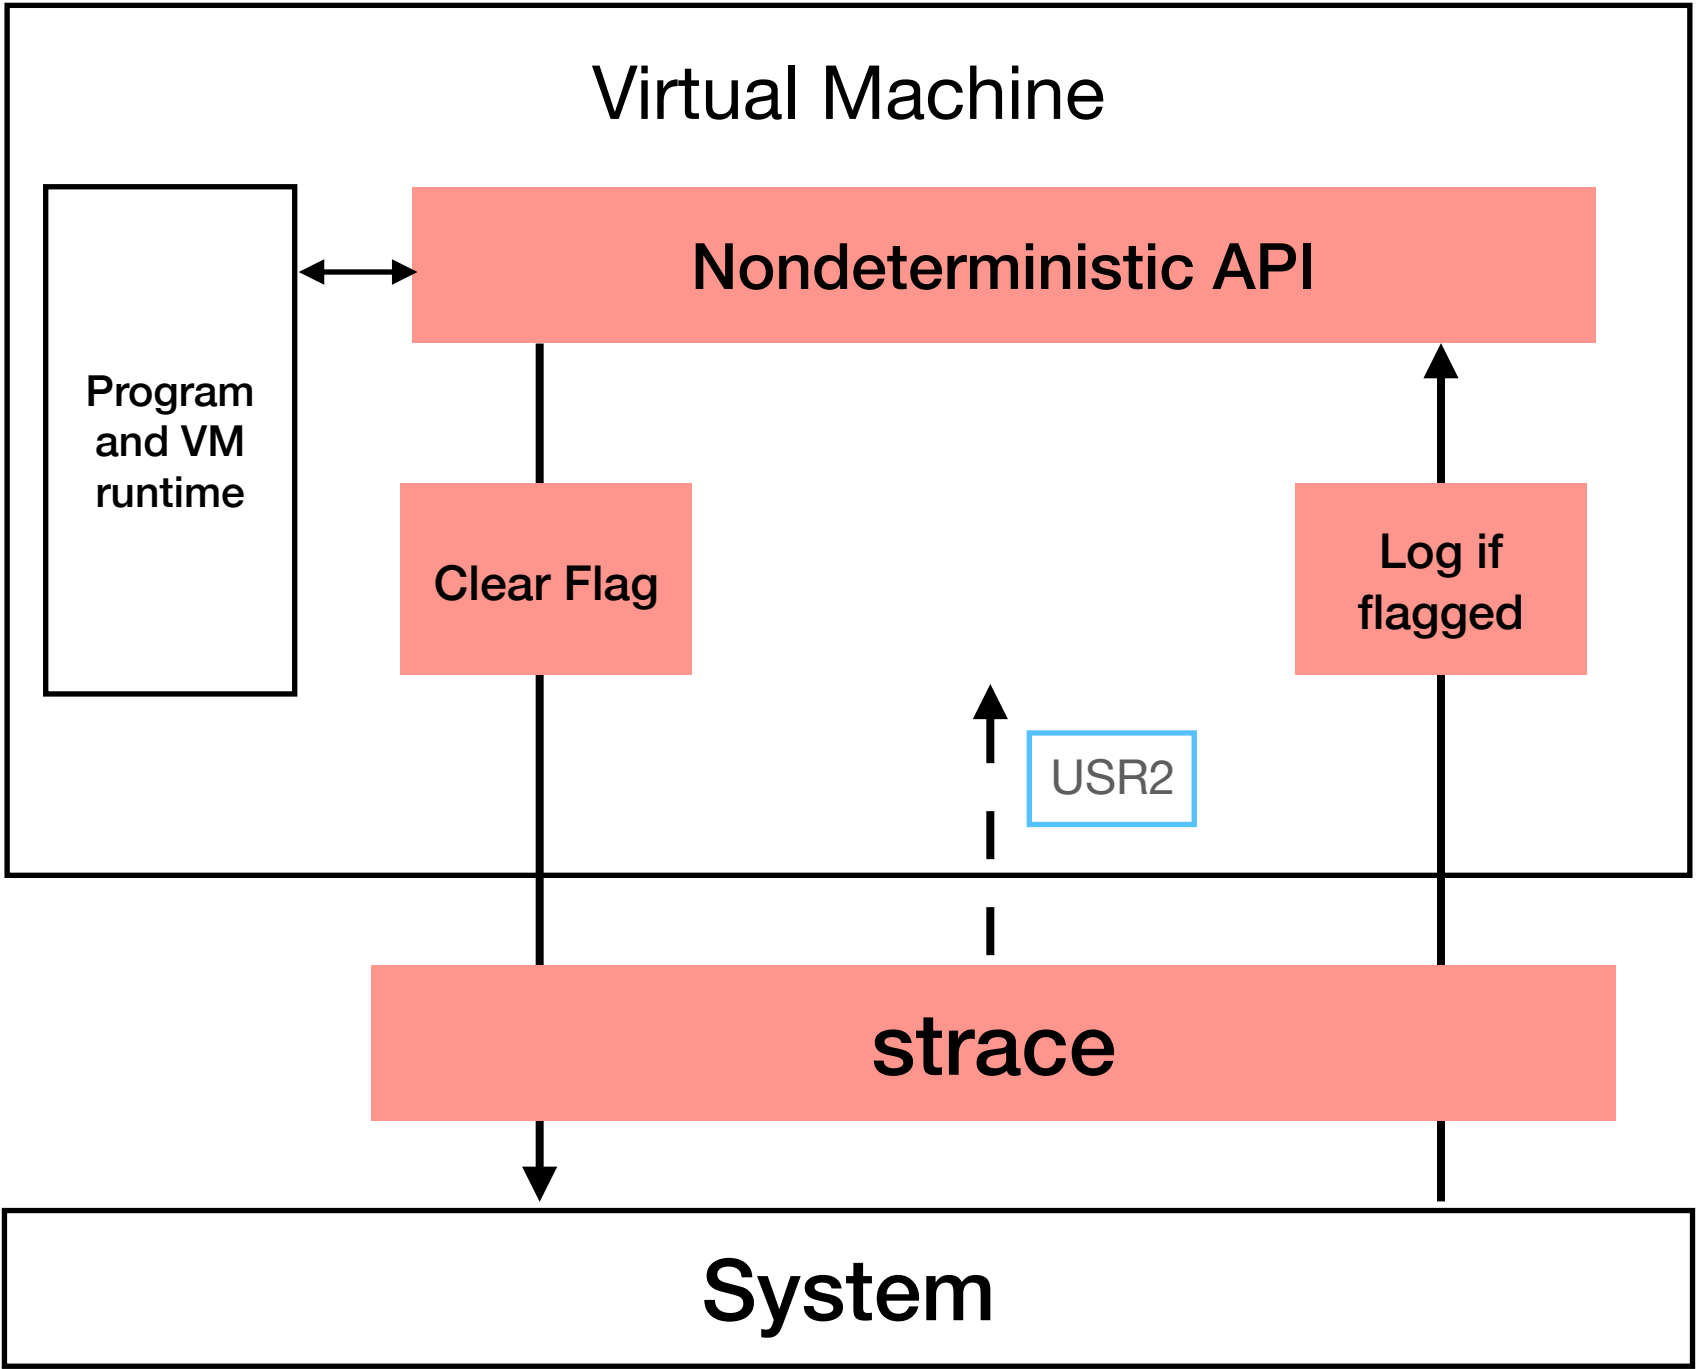 Virtual Machine
Nondeterministic API
Program
and VM
runtime
Clear Flag
Log if
flagged
USR2
strace
System